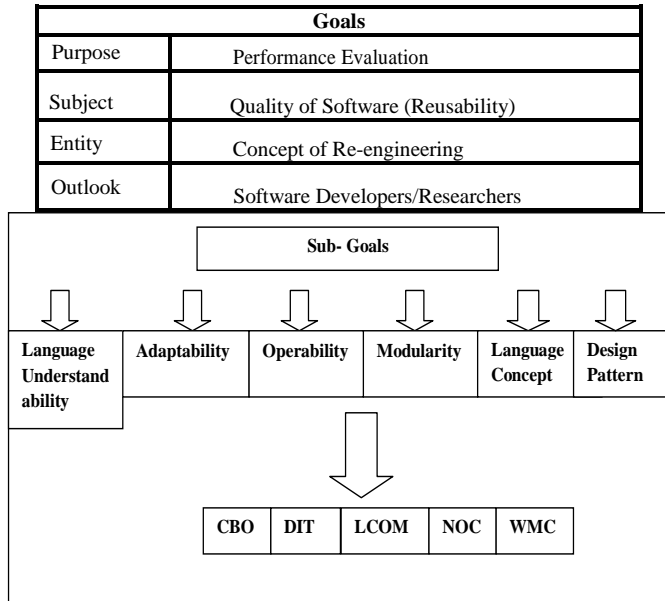 Goals
Purpose Performance Evaluation
Subject Quality of Software (Reusability)
Entity Concept of Re-engineering
Outlook Software Developers/Researchers
Sub- Goals
Language Understand ability
Adaptability
Operability
Modularity
Language Concept
Design Pattern
CBO DIT LCOM NOC WMC